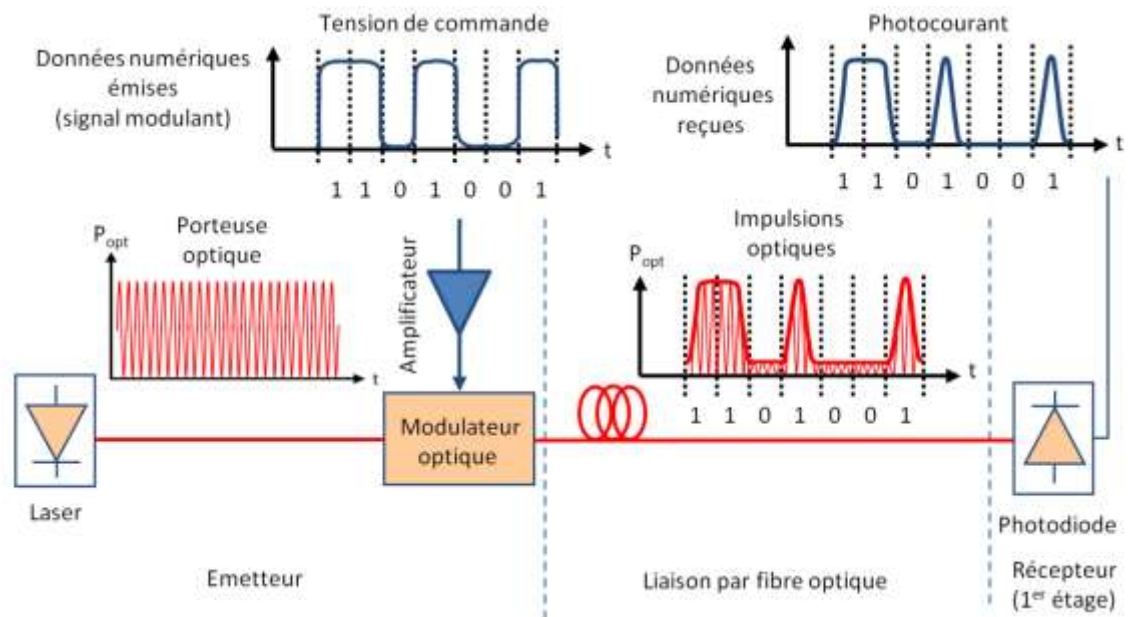 Tension de commande
Données numériques
émises
(signal modulant)
t
1 1 0 1 0 0 1
Photocourant
Données
numériques
reçues
t
1 1 0 1 0 0 1
Porteuse
optique
Popt
t
Amplificateur
Impulsions
optiques
Popt
t
1 1 0 1 0 0 1
Modulateur
optique
Laser
Photodiode
Emetteur
Liaison par fibre optique
Récepteur
(1er étage)